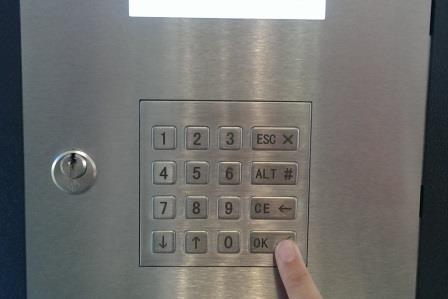 1 2 3 ESC ×
4 5 6 ALT #
7 8 9 CE ←
↓ ↑ 0 OK